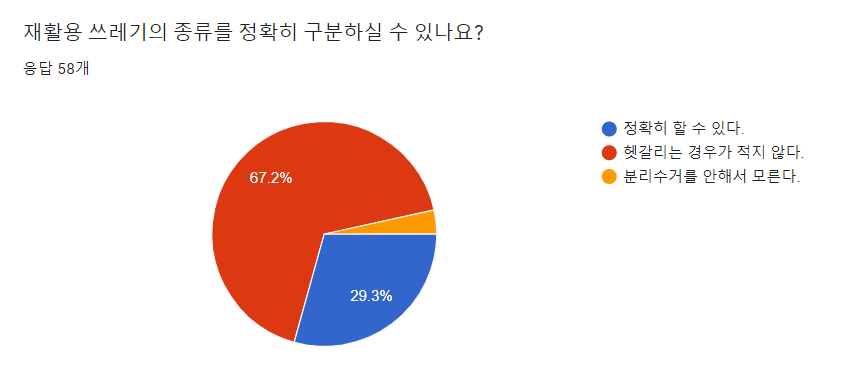 재활용 쓰레기의 종류를 정확히 구분하실 수 있나요?
응답 58개
정확히 할 수 있다.
헷갈리는 경우가 적지 않다.
분리수거를 안해서 모른다.
67.2%
29.3%